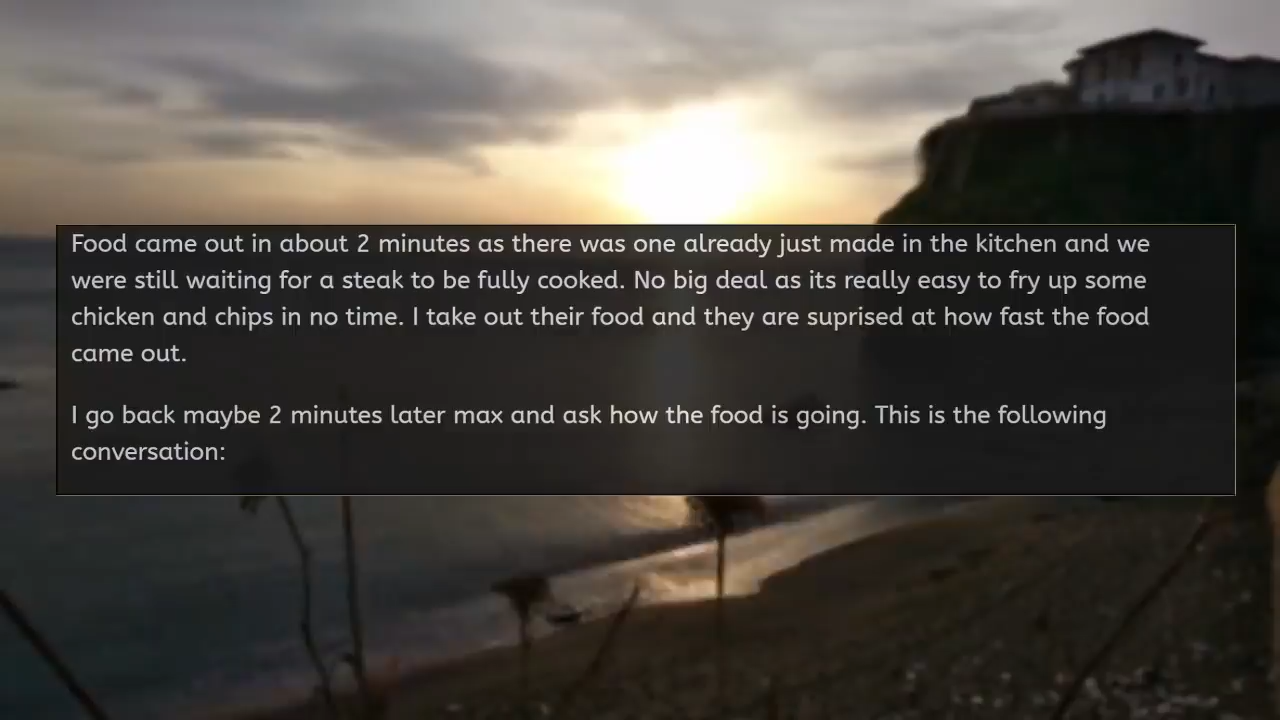 Food came out in about 2 minutes as there was one already just made in the kitchen and we
were still waiting for a steak to be fully cooked. No big deal as its really easy to fry up some
chicken and chips in no time. I take out their food and they are suprised at how fast the food
came out.
I go back maybe 2 minutes later max and ask how the food is going. This is the following
conversation: